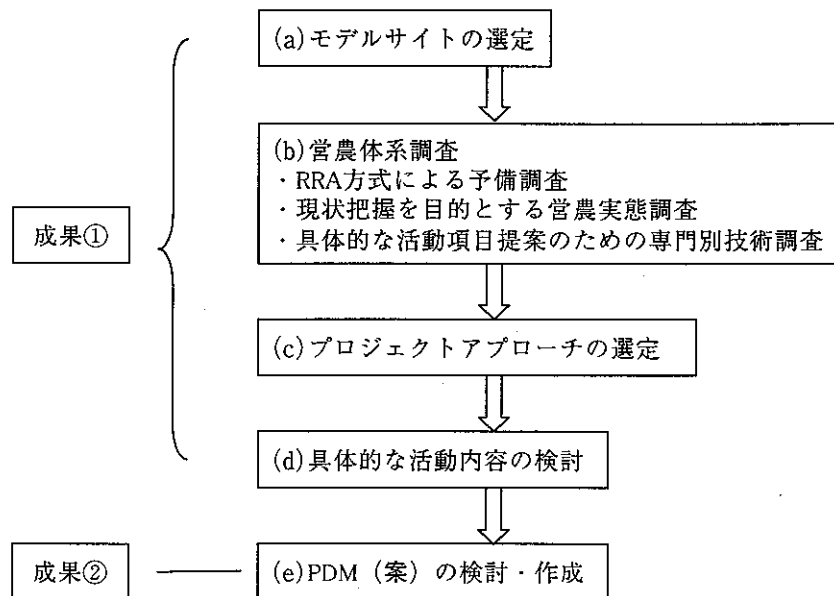 (a)モデルサイトの選定
(b)営農体系調査
・RRA方式による予備調査
・現状把握を目的とする営農実態調査
・具体的な活動項目提案のための専門別技術調査
成果①
(c)プロジェクトアプローチの選定
(d)具体的な活動内容の検討
成果②
(e)PDM（案）の検討・作成